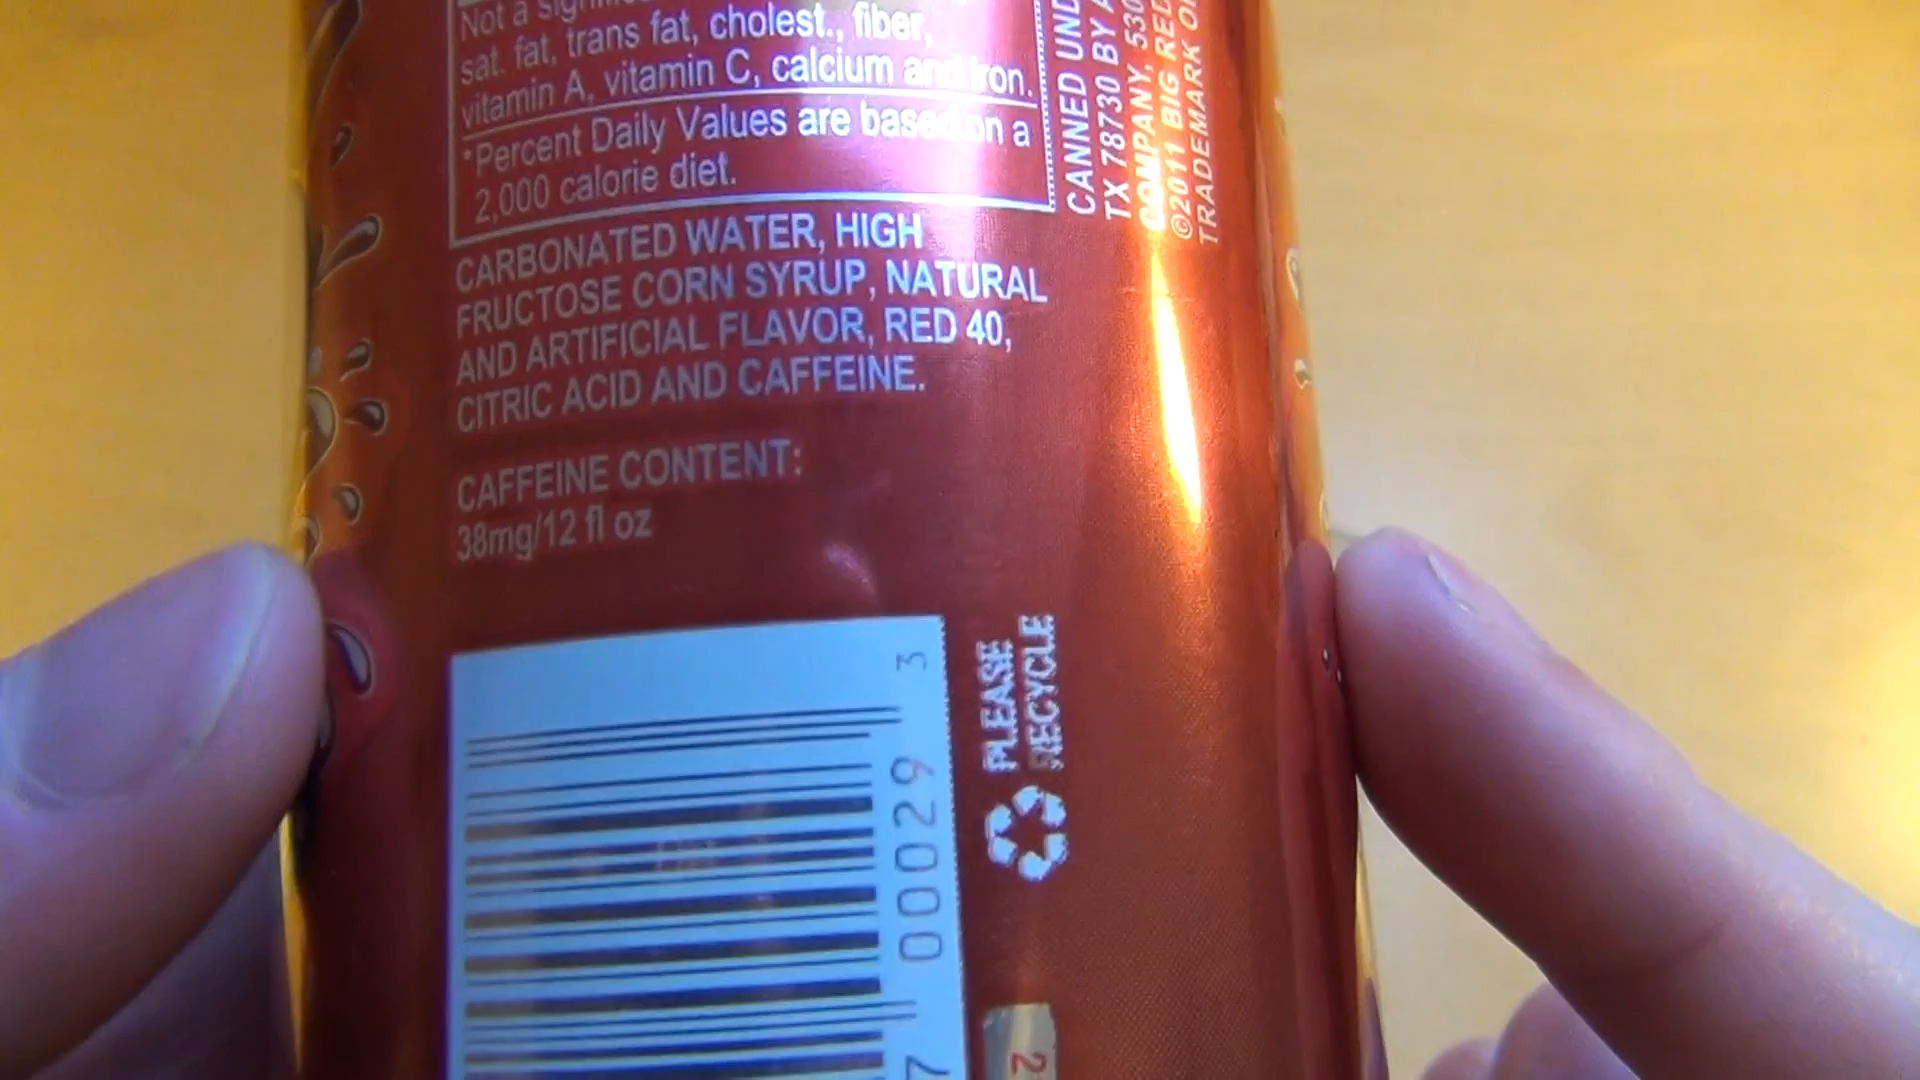 Not a
sat. fat, trans fat, cholest., fiber,
vitamin A, vitamin C, calcium and iron.
*Percent Daily Values are based on a
2,000 calorie diet.
CARBONATED WATER, HIGH
FRUCTOSE CORN SYRUP, NATURAL
AND ARTIFICIAL FLAVOR, RED 40,
CITRIC ACID AND CAFFEINE.
CAFFEINE CONTENT:
38mg/12 fl oz
CANNED
TX 78730 BY
COMPANY, 530
©2011 BIG RED
TRADEMARK
PLEASE
RECYCLE
7 00029 3
2